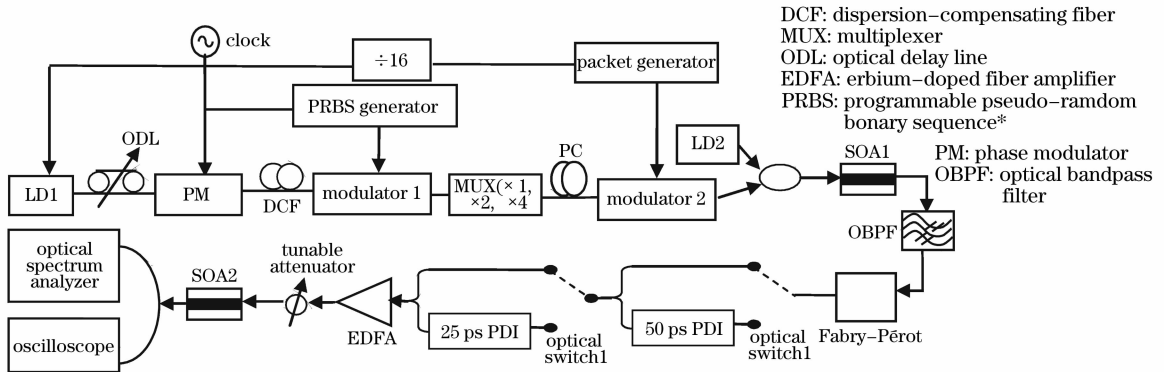 DCF: dispersion-compensating fiber
MUX: multiplexer
ODL: optical delay line
EDFA: erbium-doped fiber amplifier
PRBS: programmable pseudo-ramdom
bonary sequence*
PM: phase modulator
OBPF: optical bandpass
filter
clock
÷16
packet generator
PRBS generator
ODL
LD1
PM
DCF
modulator 1
MUX(× 1,
×2, ×4
PC
modulator 2
LD2
SOA1
OBPF
optical
spectrum
analyzer
oscilloscope
SOA2
tunable
attenuator
EDFA
25 ps PDI
optical
switch1
50 ps PDI
optical
switch1
Fabry-Pérot